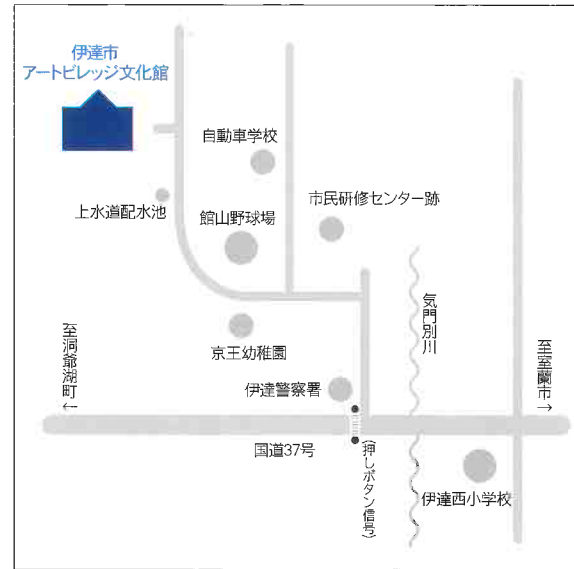 伊達市
アートビレッジ文化館
自動車学校
上水道配水池
館山野球場
市民研修センター跡
気門別川
京王幼稚園
至洞爺湖町←
至室蘭市→
伊達警察署
国道37号
(押しボタン信号)
伊達西小学校